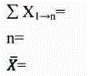 ∑ X₁→ₙ=
n=
X̄=